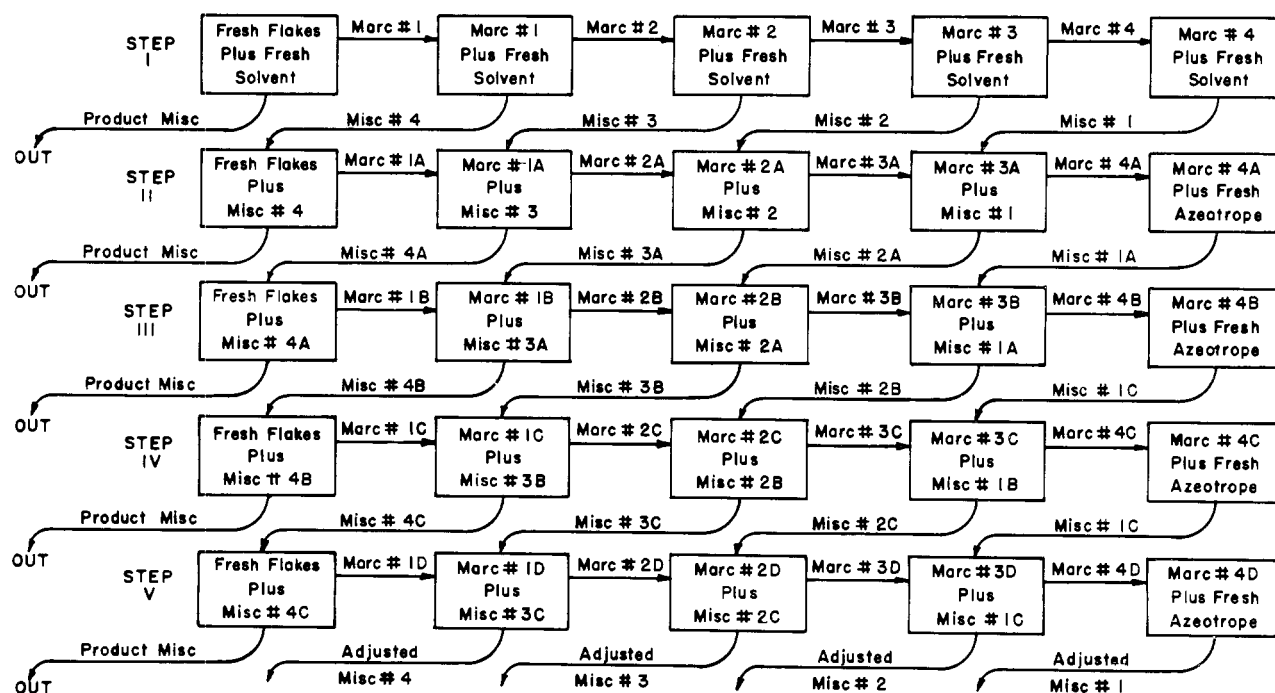 STEP
I
Fresh Flakes
Plus Fresh
Solvent
Marc # 1
Marc # 1
Plus Fresh
Solvent
Marc # 2
Marc # 2
Plus Fresh
Solvent
Marc # 3
Marc # 3
Plus Fresh
Solvent
Marc # 4
Marc # 4
Plus Fresh
Solvent
Product Misc
OUT
Misc # 4
Misc # 3
Misc # 2
Misc # 1
STEP
II
Fresh Flakes
Plus
Misc # 4
Marc # 1A
Marc # 1A
Plus
Misc # 3
Marc # 2A
Marc # 2A
Plus
Misc # 2
Marc # 3A
Marc # 3A
Plus
Misc # 1
Marc # 4A
Marc # 4A
Plus Fresh
Azeotrope
Product Misc
OUT
Misc # 4A
Misc # 3A
Misc # 2A
Misc # 1A
STEP
III
Fresh Flakes
Plus
Misc # 4A
Marc # 1B
Marc # 1B
Plus
Misc # 3A
Marc # 2B
Marc # 2B
Plus
Misc # 2A
Marc # 3B
Marc # 3B
Plus
Misc # 1A
Marc # 4B
Marc # 4B
Plus Fresh
Azeotrope
Product Misc
OUT
Misc # 4B
Misc # 3B
Misc # 2B
Misc # 1C
STEP
IV
Fresh Flakes
Plus
Misc # 4B
Marc # 1C
Marc # 1C
Plus
Misc # 3B
Marc # 2C
Marc # 2C
Plus
Misc # 2B
Marc # 3C
Marc # 3C
Plus
Misc # 1B
Marc # 4C
Marc # 4C
Plus Fresh
Azeotrope
Product Misc
OUT
Misc # 4C
Misc # 3C
Misc # 2C
Misc # 1C
STEP
V
Fresh Flakes
Plus
Misc # 4C
Marc # 1D
Marc # 1D
Plus
Misc # 3C
Marc # 2D
Marc # 2D
Plus
Misc # 2C
Marc # 3D
Marc # 3D
Plus
Misc # 1C
Marc # 4D
Marc # 4D
Plus Fresh
Azeotrope
Product Misc
OUT
Adjusted
Misc # 4
Adjusted
Misc # 3
Adjusted
Misc # 2
Adjusted
Misc # 1